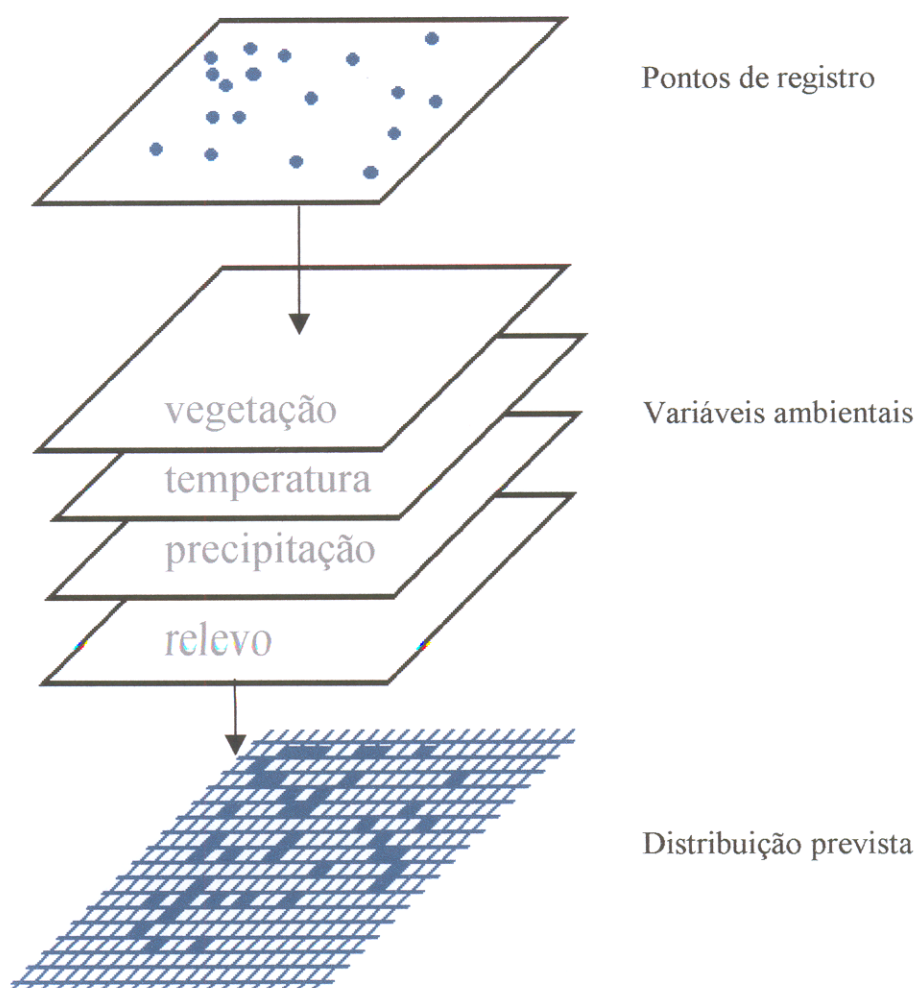 Pontos de registro
vegetação
Variáveis ambientais
temperatura
precipitação
relevo
Distribuição prevista